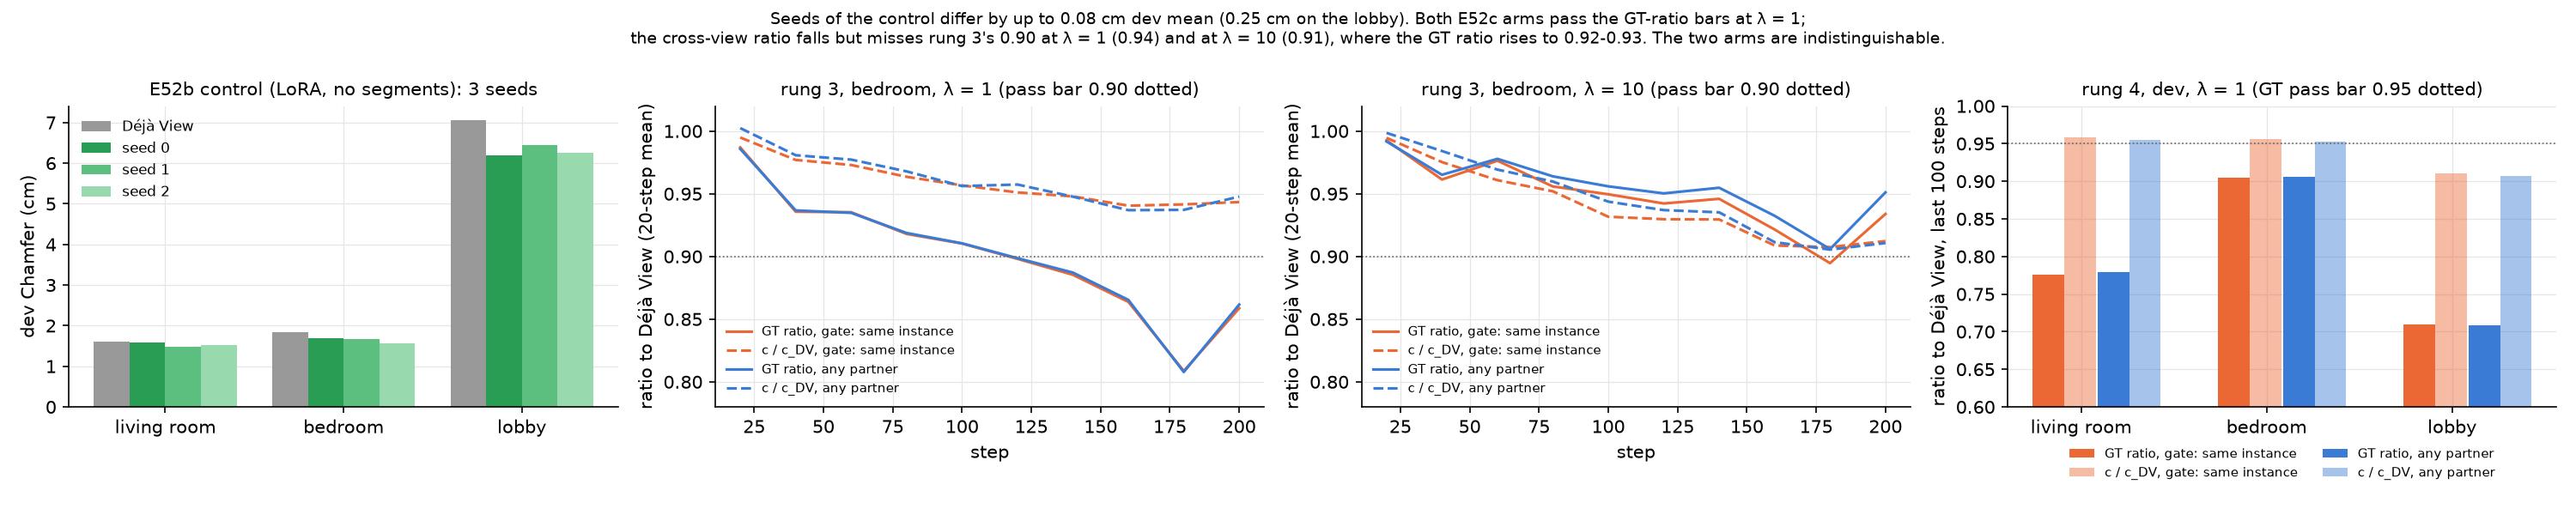 Seeds of the control differ by up to 0.08 cm dev mean (0.25 cm on the lobby). Both E52c arms pass the GT-ratio bars at λ = 1;
the cross-view ratio falls but misses rung 3's 0.90 at λ = 1 (0.94) and at λ = 10 (0.91), where the GT ratio rises to 0.92-0.93. The two arms are indistinguishable.
E52b control (LoRA, no segments): 3 seeds
dev Chamfer (cm)
7
6
5
4
3
2
1
0
Déjà View
seed 0
seed 1
seed 2
living room
bedroom
lobby
rung 3, bedroom, λ = 1 (pass bar 0.90 dotted)
ratio to Déjà View (20-step mean)
1.00
0.95
0.90
0.85
0.80
GT ratio, gate: same instance
c / c_DV, gate: same instance
GT ratio, any partner
c / c_DV, any partner
25
50
75
100
125
150
175
200
step
rung 3, bedroom, λ = 10 (pass bar 0.90 dotted)
ratio to Déjà View (20-step mean)
1.00
0.95
0.90
0.85
0.80
GT ratio, gate: same instance
c / c_DV, gate: same instance
GT ratio, any partner
c / c_DV, any partner
25
50
75
100
125
150
175
200
step
rung 4, dev, λ = 1 (GT pass bar 0.95 dotted)
ratio to Déjà View, last 100 steps
1.00
0.95
0.90
0.85
0.80
0.75
0.70
0.65
0.60
living room
bedroom
lobby
GT ratio, gate: same instance
c / c_DV, gate: same instance
GT ratio, any partner
c / c_DV, any partner